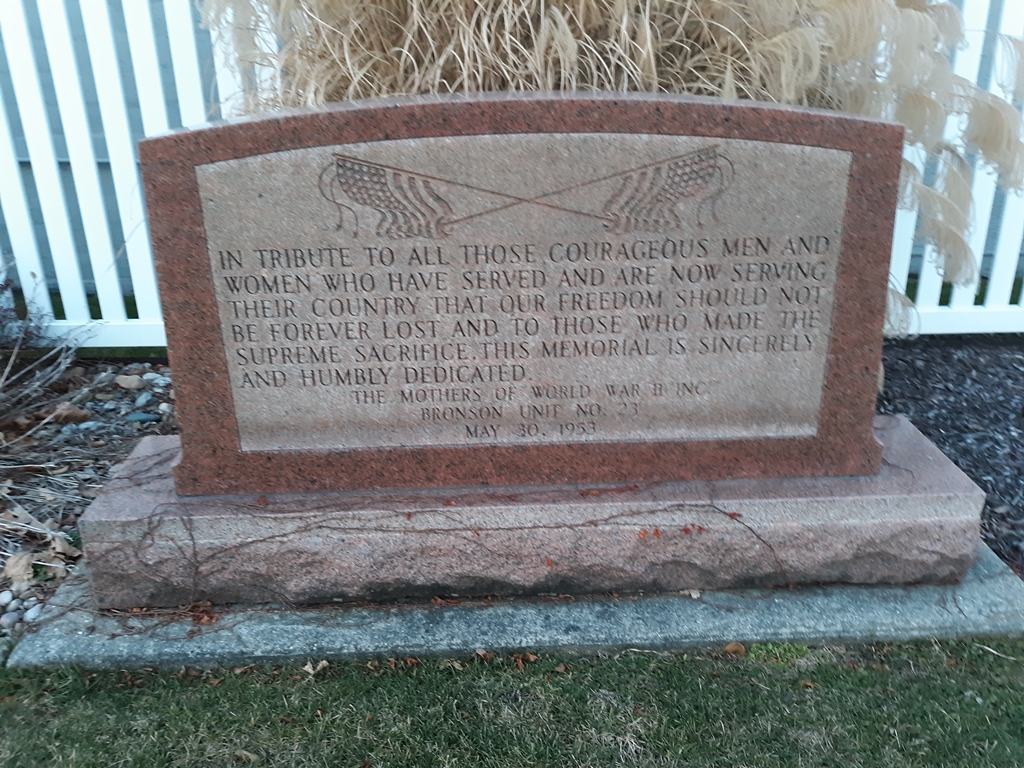 IN TRIBUTE TO ALL THOSE COURAGEOUS MEN AND
WOMEN WHO HAVE SERVED AND ARE NOW SERVING
THEIR COUNTRY THAT OUR FREEDOM SHOULD NOT
BE FOREVER LOST AND TO THOSE WHO MADE THE
SUPREME SACRIFICE, THIS MEMORIAL IS SINCERELY
AND HUMBLY DEDICATED.
THE MOTHERS OF WORLD WAR II INC
BRONSON UNIT NO. 23
MAY 30, 1953